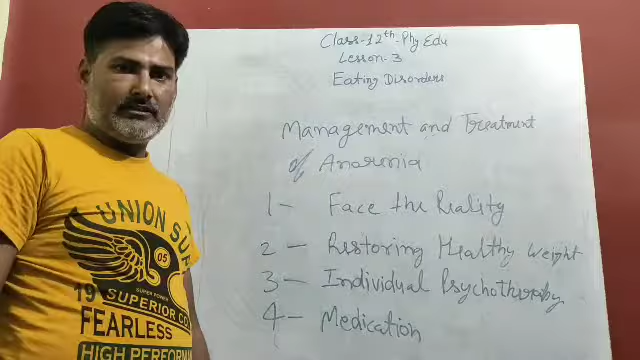 Class-12th-Phy Edu
Lesson-3
Eating Disorders
Management and Treatment
of Anorexia
1- Face the Reality
2- Restoring Healthy Weight
3- Individual Psychotherapy
4- Medication
UNION SU
05
19
SUPER POWER
SUPERIOR CO
FEARLESS
HIGH PERFORM